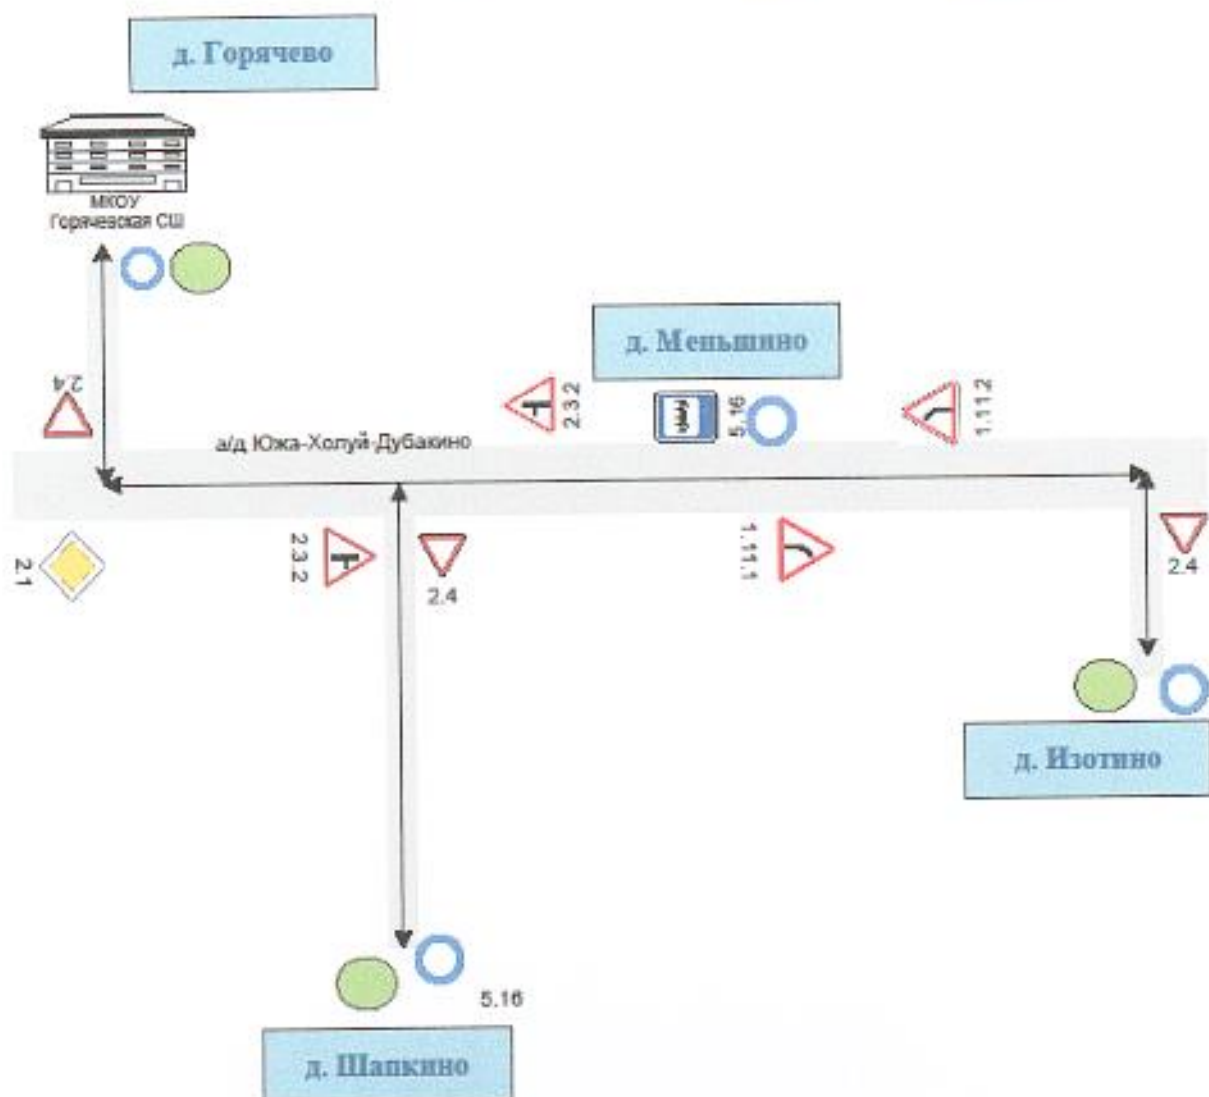 д. Горячево
МКОУ
Горячевская СШ
д. Меньшино
2.4
2.3.2
5.16
1.11.2
а/д Южа-Холуй-Дубакино
2.1
2.3.2
2.4
1.11.1
2.4
д. Изотино
5.16
д. Шапкино